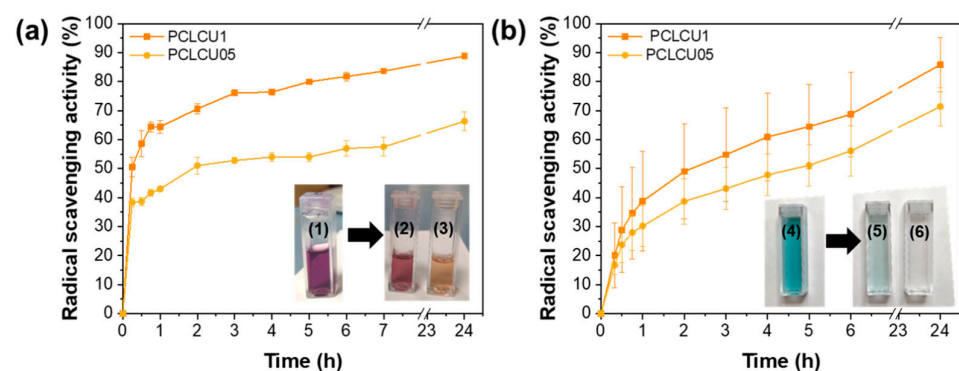 (a)
Radical scavenging activity (%)
100
90
80
70
60
50
40
30
20
10
0
PCLCU1
PCLCU05
(1)
(2)
(3)
0 1 2 3 4 5 6 7 23 24
Time (h)
(b)
Radical scavenging activity (%)
100
90
80
70
60
50
40
30
20
10
0
PCLCU1
PCLCU05
(4)
(5)
(6)
0 1 2 3 4 5 6 23 24
Time (h)